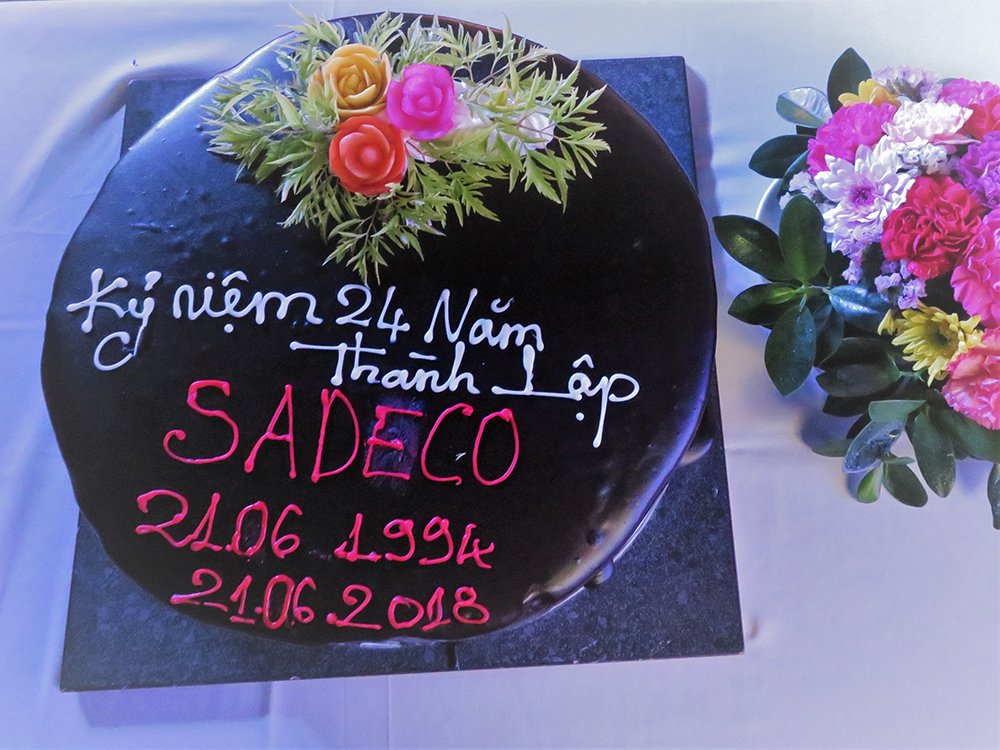 Kỷ niệm 24 Năm
Thành Lập
SADECO
21.06 1994
21.06.2018